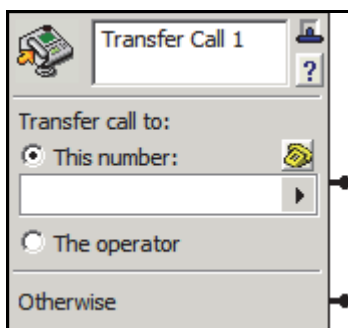 Transfer Call 1
?
Transfer call to:
This number:
The operator
Otherwise